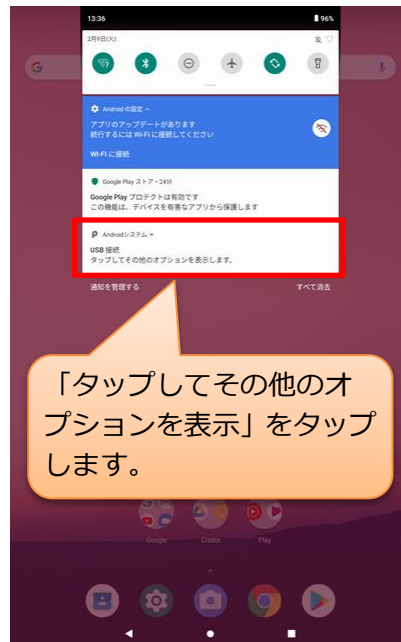 13:36 96%
2月9日(火)
Android の設定
アプリのアップデートがあります
続行するには Wi-Fi に接続してください
WI-FI に接続
Google Play ストア・24分
Google Play プロテクトは有効です
この機能は、デバイスを有害なアプリから保護します
Androidシステム
USB 接続
タップしてその他のオプションを表示します。
通知を管理する すべて消去
「タップしてその他のオ
プションを表示」をタップ
します。
Google Create Play